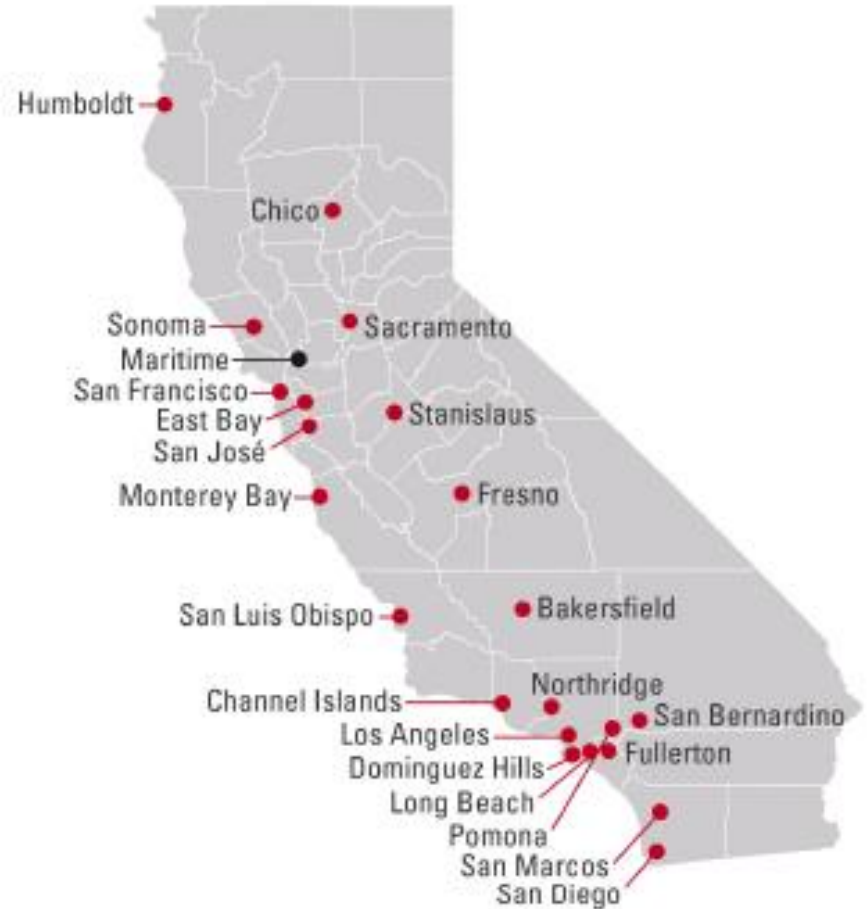 Humboldt
Chico
Sonoma
Sacramento
Maritime
San Francisco
East Bay
Stanislaus
San José
Monterey Bay
Fresno
San Luis Obispo
Bakersfield
Northridge
Channel Islands
San Bernardino
Los Angeles
Fullerton
Dominguez Hills
Long Beach
Pomona
San Marcos
San Diego